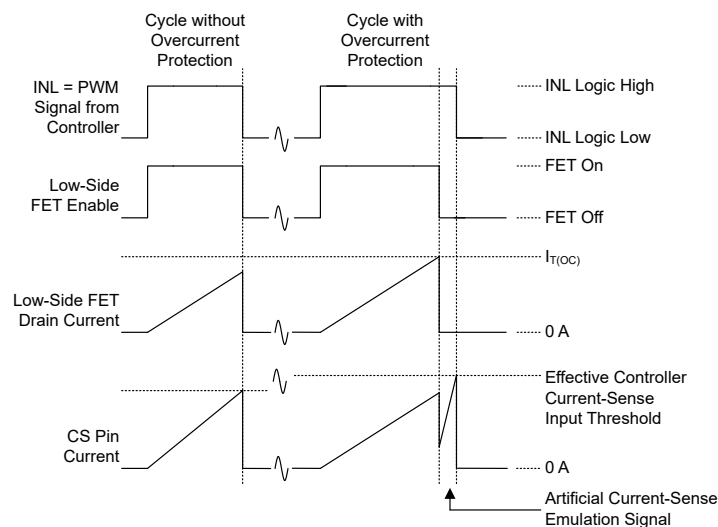 Cycle without
Overcurrent
Protection
Cycle with
Overcurrent
Protection
INL = PWM
Signal from
Controller
INL Logic High
INL Logic Low
Low-Side
FET Enable
FET On
FET Off
Low-Side FET
Drain Current
I_T(OC)
0 A
CS Pin
Current
Effective Controller
Current-Sense
Input Threshold
0 A
Artificial Current-Sense
Emulation Signal